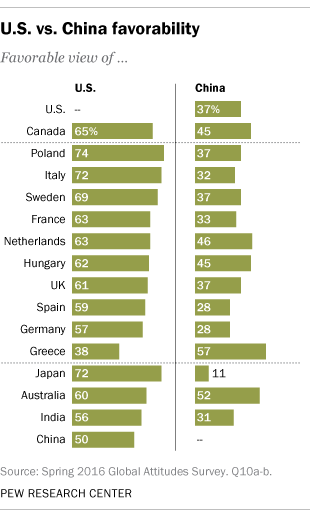 U.S. vs. China favorability
Favorable view of ...
U.S. China
U.S. -- 37%
Canada 65% 45
Poland 74 37
Italy 72 32
Sweden 69 37
France 63 33
Netherlands 63 46
Hungary 62 45
UK 61 37
Spain 59 28
Germany 57 28
Greece 38 57
Japan 72 11
Australia 60 52
India 56 31
China 50 --
Source: Spring 2016 Global Attitudes Survey. Q10a-b.
PEW RESEARCH CENTER